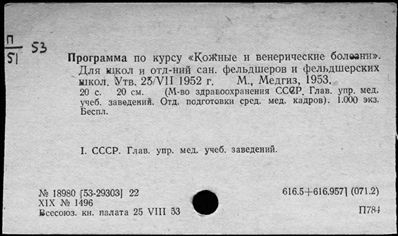 П/51 53
Программа по курсу «Кожные и венерические болезни».
Для школ и отд-ний сан. фельдшеров и фельдшерских
школ. Утв. 25/VII 1952 г. М., Медгиз, 1953.
20 с. 20 см. (М-во здравоохранения СССР. Глав. упр. мед.
учеб. заведений. Отд. подготовки сред. мед. кадров). 1.000 экз.
Беспл.
I. СССР. Глав. упр. мед. учеб. заведений.
№ 18980 [53-29303] 22
XIX № 1496
Всесоюз. кн. палата 25 VIII 53
616.5+616.957] (071.2)
П784